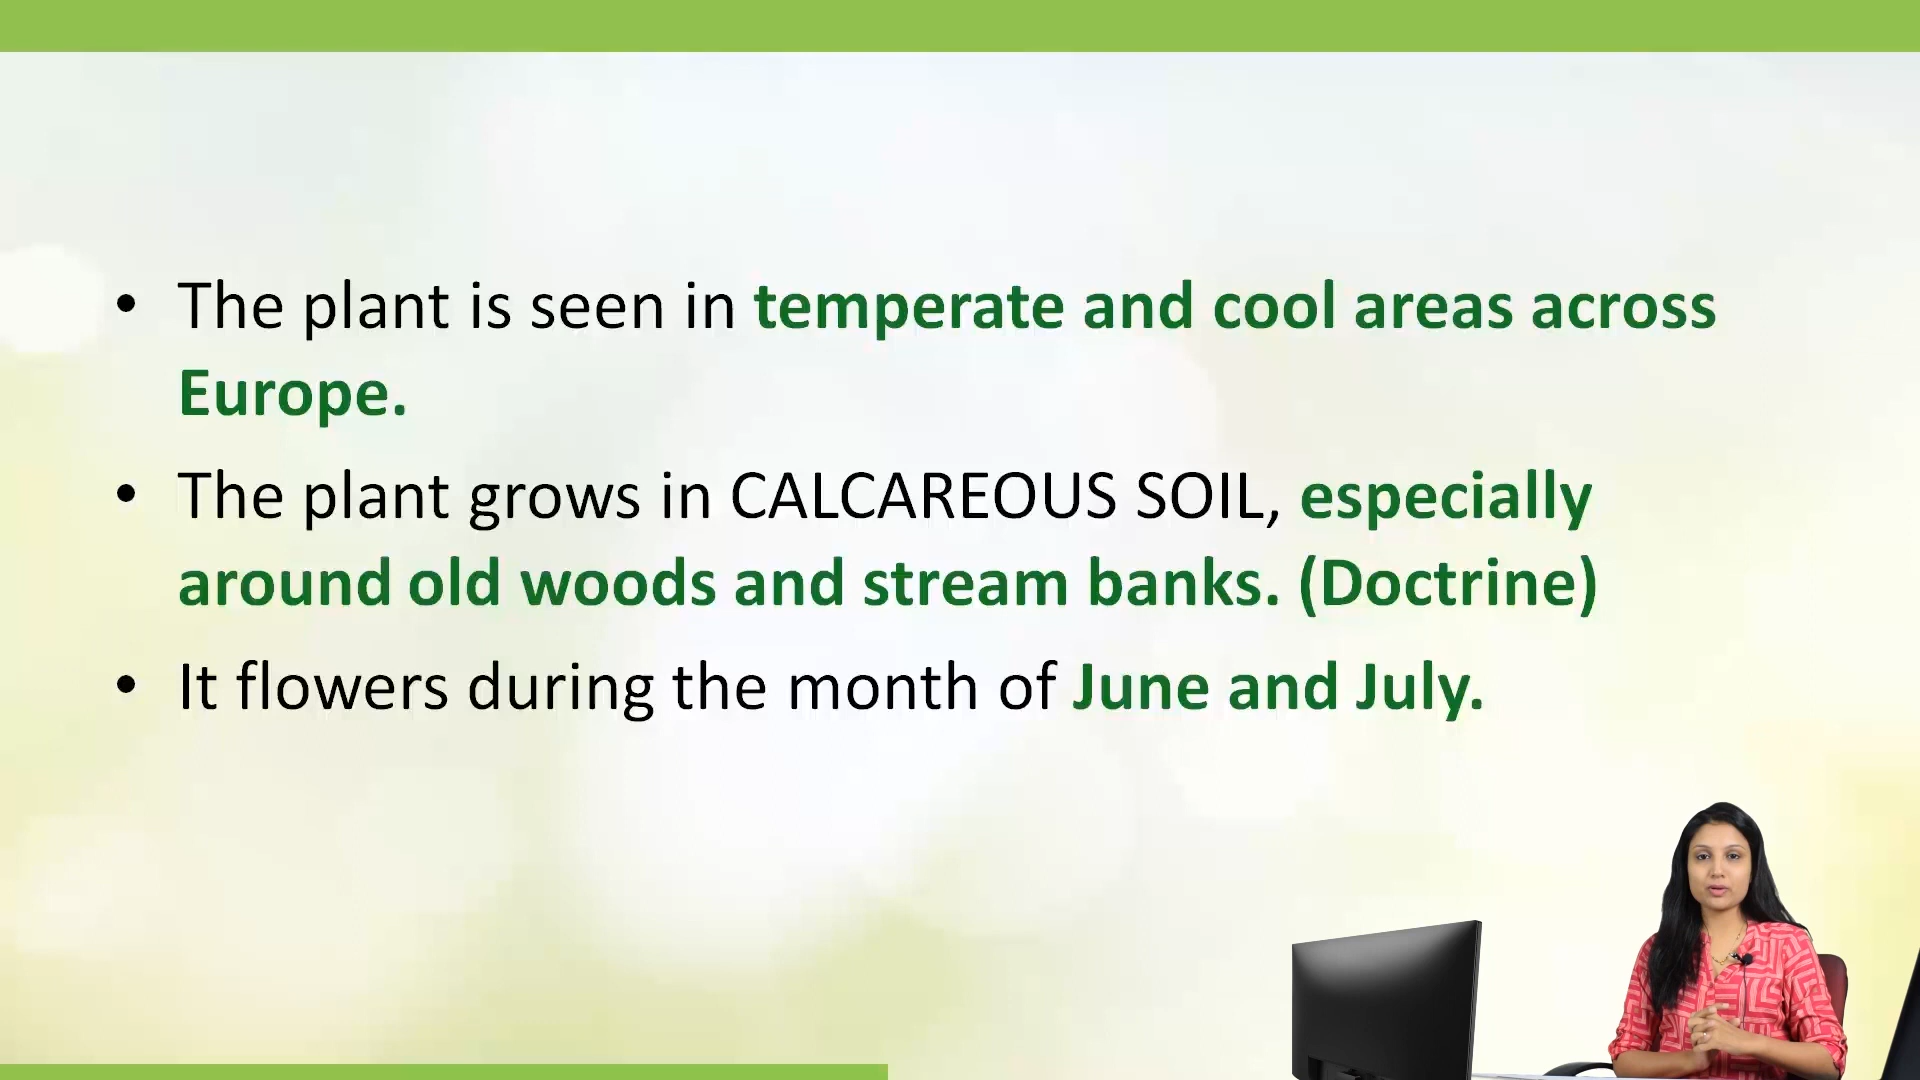 • The plant is seen in temperate and cool areas across
Europe.
• The plant grows in CALCAREOUS SOIL, especially
around old woods and stream banks. (Doctrine)
• It flowers during the month of June and July.